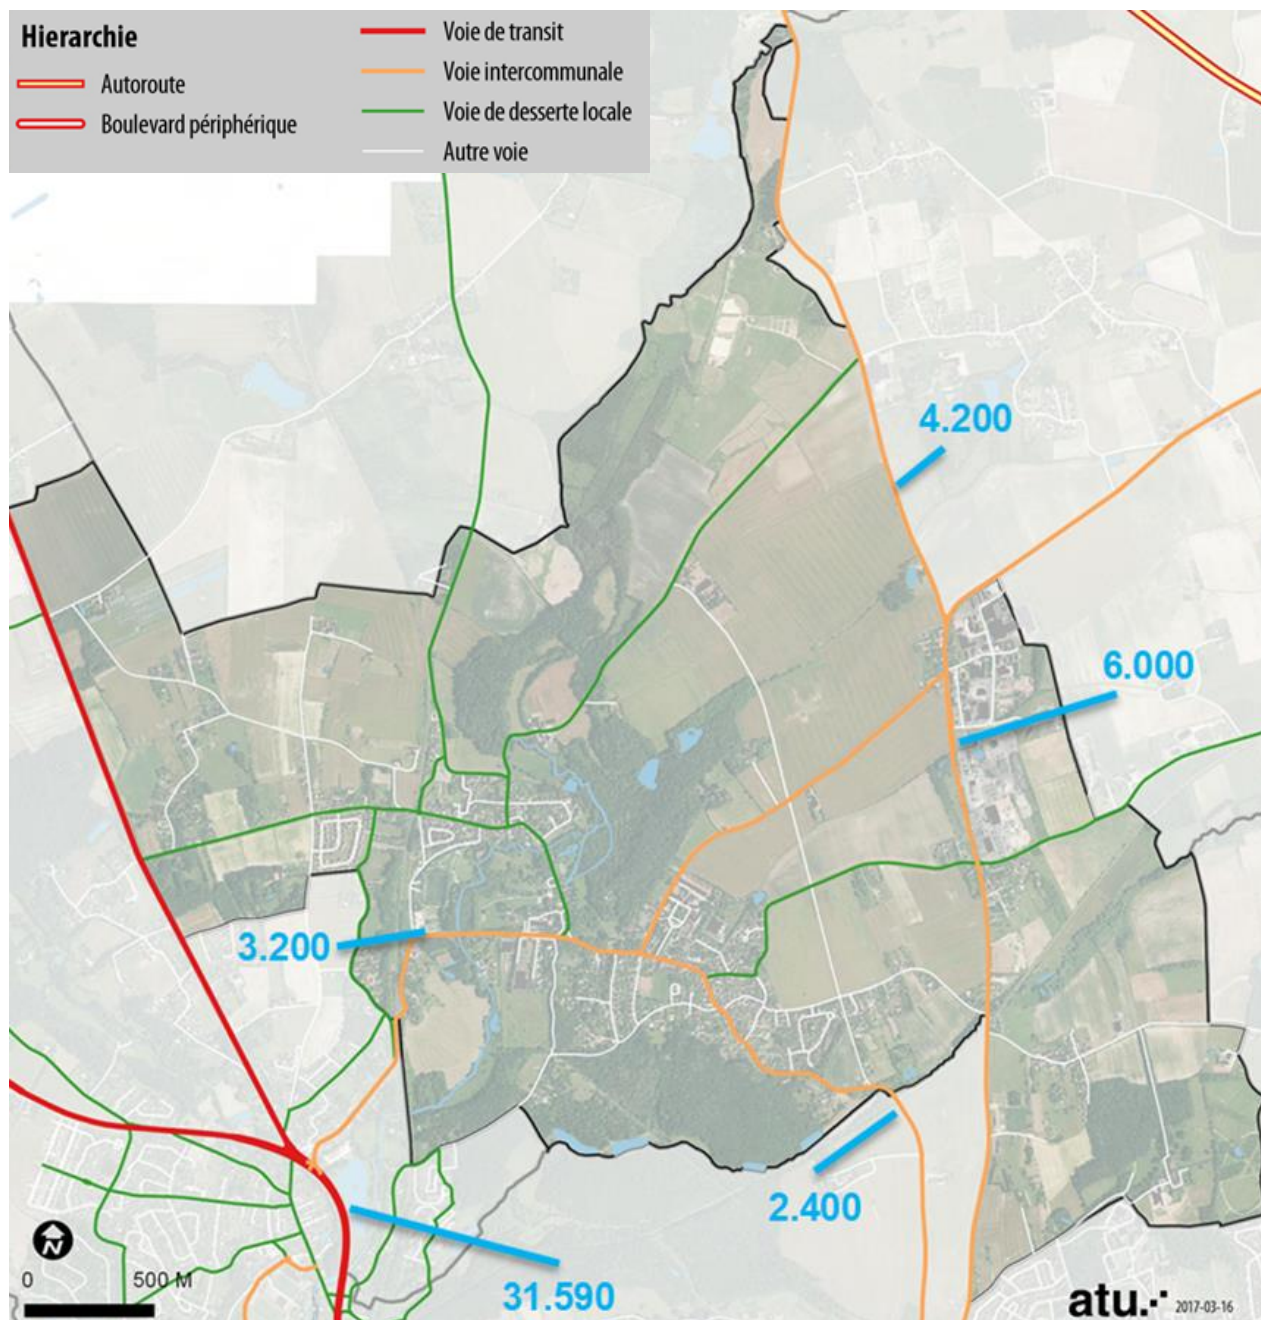 Hierarchie
Autoroute
Boulevard périphérique
Voie de transit
Voie intercommunale
Voie de desserte locale
Autre voie
4.200
6.000
3.200
2.400
31.590
N
0 500 M
atu.
2017-03-16